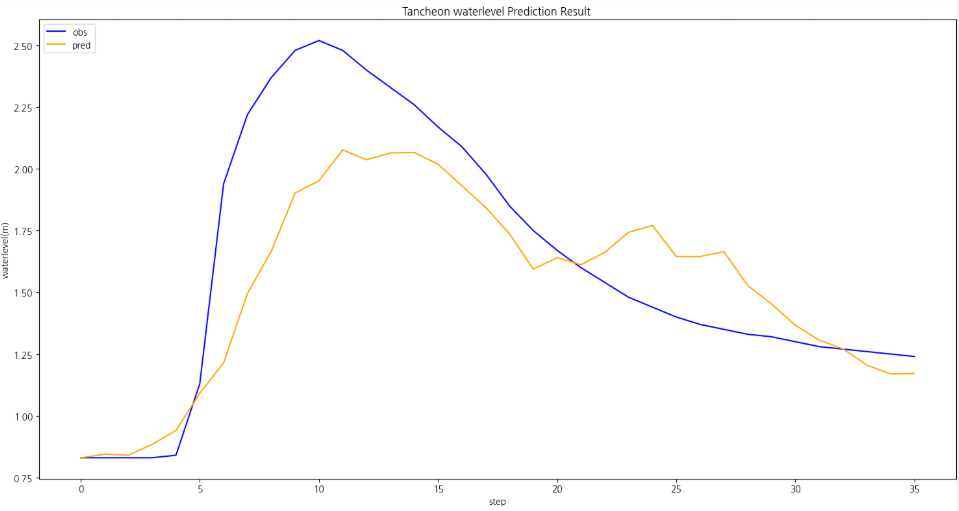 Tancheon waterlevel Prediction Result
obs
pred
waterlevel(m)
2.50
2.25
2.00
1.75
1.50
1.25
1.00
0.75
0 5 10 15 20 25 30 35
step